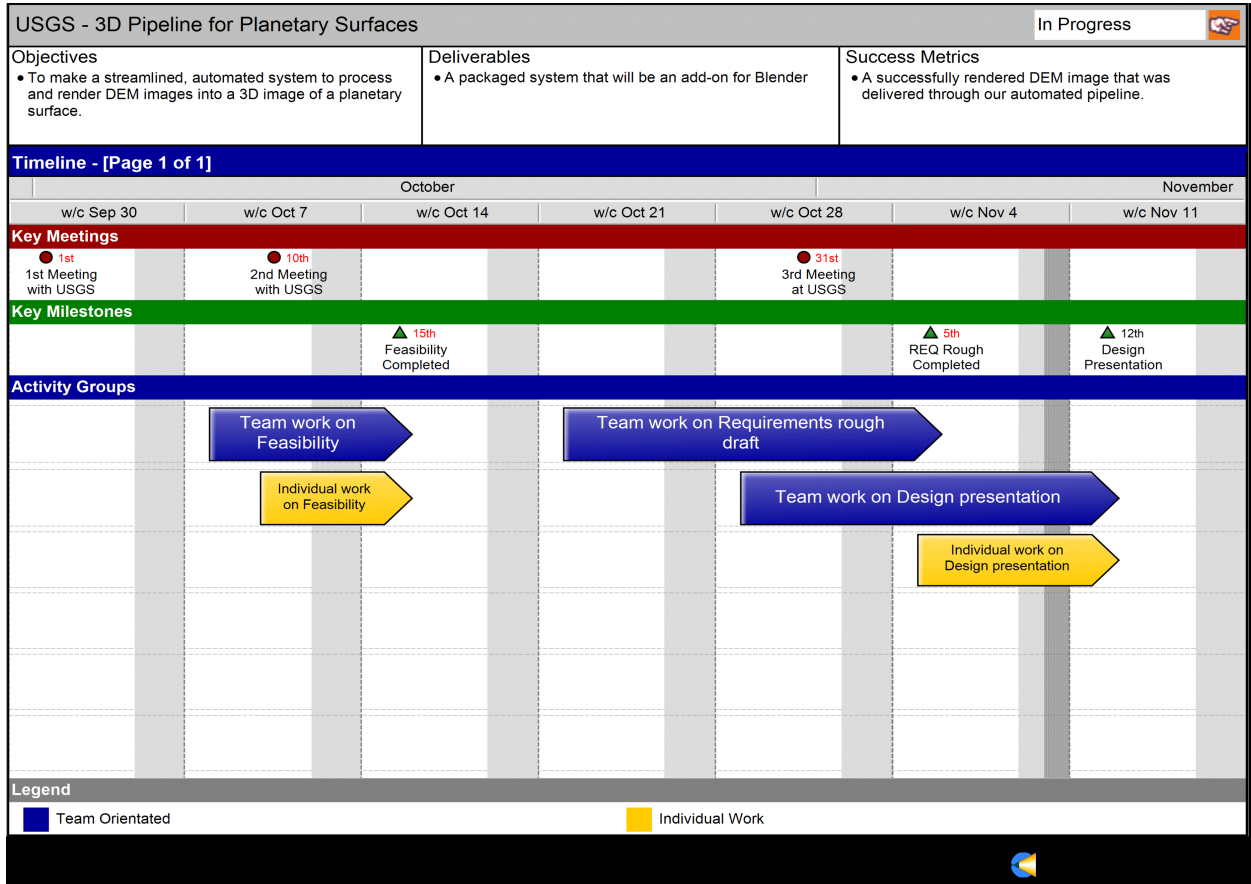 USGS - 3D Pipeline for Planetary Surfaces
In Progress
Objectives
• To make a streamlined, automated system to process
and render DEM images into a 3D image of a planetary
surface.
Deliverables
• A packaged system that will be an add-on for Blender
Success Metrics
• A successfully rendered DEM image that was
delivered through our automated pipeline.
Timeline - [Page 1 of 1]
October
November
w/c Sep 30
w/c Oct 7
w/c Oct 14
w/c Oct 21
w/c Oct 28
w/c Nov 4
w/c Nov 11
Key Meetings
1st
1st Meeting
with USGS
10th
2nd Meeting
with USGS
31st
3rd Meeting
at USGS
Key Milestones
15th
Feasibility
Completed
5th
REQ Rough
Completed
12th
Design
Presentation
Activity Groups
Team work on
Feasibility
Team work on Requirements rough
draft
Individual work
on Feasibility
Team work on Design presentation
Individual work on
Design presentation
Legend
Team Orientated
Individual Work